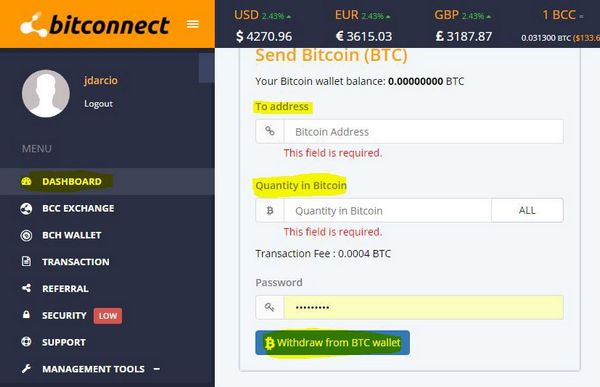 bitconnect
USD 2.43%
$ 4270.96
EUR 2.43%
€ 3615.03
GBP 2.43%
£ 3187.87
1 BCC =
0.031300 BTC ($133.6
jdarcio
Logout
MENU
DASHBOARD
BCC EXCHANGE
BCH WALLET
TRANSACTION
REFERRAL
SECURITY LOW
SUPPORT
MANAGEMENT TOOLS –
Send Bitcoin (BTC)
Your Bitcoin wallet balance: 0.00000000 BTC
To address
Bitcoin Address
This field is required.
Quantity in Bitcoin
Quantity in Bitcoin ALL
This field is required.
Transaction Fee : 0.0004 BTC
Password
•••••••••
Withdraw from BTC wallet